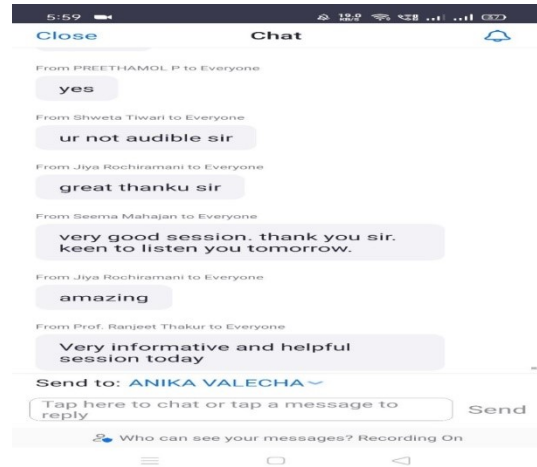 5:59
Close Chat
From PREETHAMOL P to Everyone
yes
From Shweta Tiwari to Everyone
ur not audible sir
From Jiya Rochiramani to Everyone
great thanku sir
From Seema Mahajan to Everyone
very good session. thank you sir.
keen to listen you tomorrow.
From Jiya Rochiramani to Everyone
amazing
From Prof. Ranjeet Thakur to Everyone
Very informative and helpful
session today
Send to: ANIKA VALECHA
Tap here to chat or tap a message to
reply
Send
Who can see your messages? Recording On